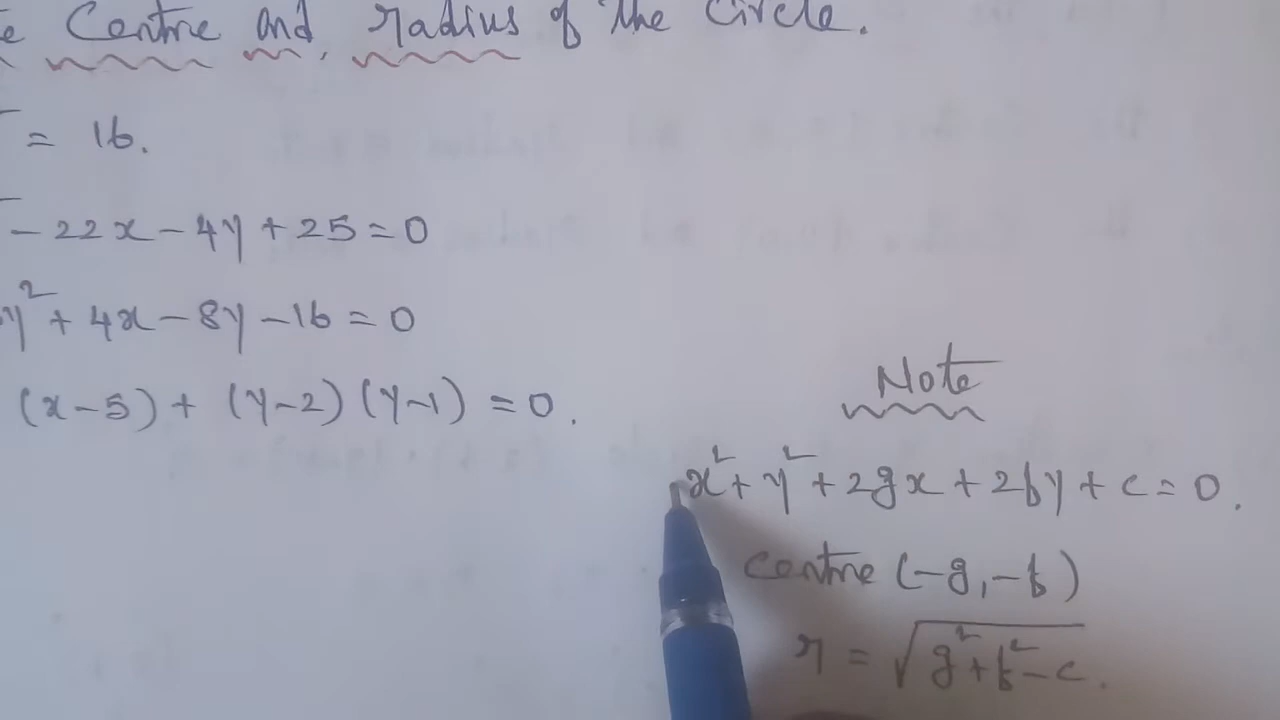 Centre and radius of the Circle.
= 16.
- 22x - 4y + 25 = 0
y² + 4x - 8y - 16 = 0
(x - 5) + (y - 2) (y - 1) = 0.
Note
x² + y² + 2gx + 2fy + c = 0.
Centre (-g, -f)
r = √g² + f² - c.